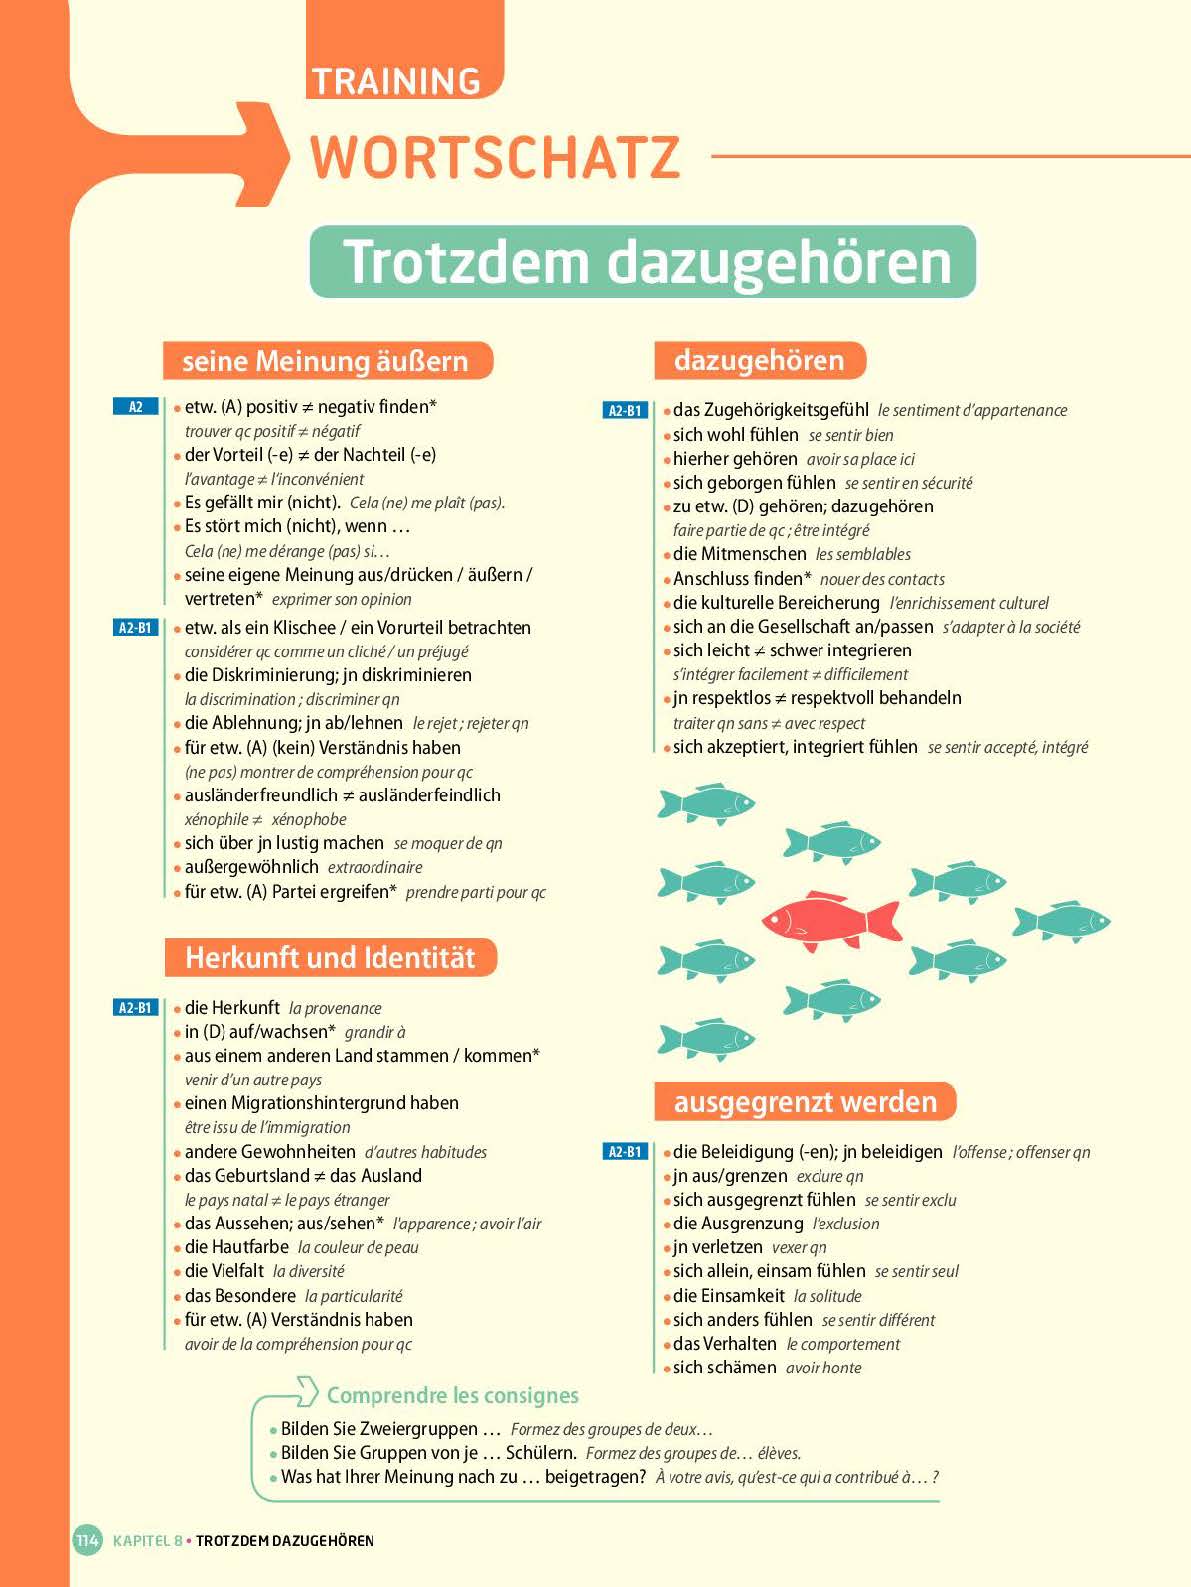 TRAINING
WORTSCHATZ
Trotzdem dazugehören
seine Meinung äußern
A2
• etw. (A) positiv ≠ negativ finden*
trouver qc positif ≠ négatif
• der Vorteil (-e) ≠ der Nachteil (-e)
l'avantage ≠ l'inconvénient
• Es gefällt mir (nicht). Cela (ne) me plaît (pas).
• Es stört mich (nicht), wenn …
Cela (ne) me dérange (pas) si…
• seine eigene Meinung aus/drücken / äußern /
vertreten* exprimer son opinion
A2-B1
• etw. als ein Klischee / ein Vorurteil betrachten
considérer qc comme un cliché / un préjugé
• die Diskriminierung; jn diskriminieren
la discrimination ; discriminer qn
• die Ablehnung; jn ab/lehnen le rejet ; rejeter qn
• für etw. (A) (kein) Verständnis haben
(ne pas) montrer de compréhension pour qc
• ausländerfreundlich ≠ ausländerfeindlich
xénophile ≠ xénophobe
• sich über jn lustig machen se moquer de qn
• außergewöhnlich extraordinaire
• für etw. (A) Partei ergreifen* prendre parti pour qc
Herkunft und Identität
A2-B1
• die Herkunft la provenance
• in (D) auf/wachsen* grandir à
• aus einem anderen Land stammen / kommen*
venir d'un autre pays
• einen Migrationshintergrund haben
être issu de l'immigration
• andere Gewohnheiten d'autres habitudes
• das Geburtsland ≠ das Ausland
le pays natal ≠ le pays étranger
• das Aussehen; aus/sehen* l'apparence ; avoir l'air
• die Hautfarbe la couleur de peau
• die Vielfalt la diversité
• das Besondere la particularité
• für etw. (A) Verständnis haben
avoir de la compréhension pour qc
dazugehören
A2-B1
• das Zugehörigkeitsgefühl le sentiment d'appartenance
• sich wohl fühlen se sentir bien
• hierher gehören avoir sa place ici
• sich geborgen fühlen se sentir en sécurité
• zu etw. (D) gehören; dazugehören
faire partie de qc ; être intégré
• die Mitmenschen les semblables
• Anschluss finden* nouer des contacts
• die kulturelle Bereicherung l'enrichissement culturel
• sich an die Gesellschaft an/passen s'adapter à la société
• sich leicht ≠ schwer integrieren
s'intégrer facilement ≠ difficilement
• jn respektlos ≠ respektvoll behandeln
traiter qn sans ≠ avec respect
• sich akzeptiert, integriert fühlen se sentir accepté, intégré
ausgegrenzt werden
A2-B1
• die Beleidigung (-en); jn beleidigen l'offense ; offenser qn
• jn aus/grenzen exclure qn
• sich ausgegrenzt fühlen se sentir exclu
• die Ausgrenzung l'exclusion
• jn verletzen vexer qn
• sich allein, einsam fühlen se sentir seul
• die Einsamkeit la solitude
• sich anders fühlen se sentir différent
• das Verhalten le comportement
• sich schämen avoir honte
Comprendre les consignes
• Bilden Sie Zweiergruppen … Formez des groupes de deux…
• Bilden Sie Gruppen von je … Schülern. Formez des groupes de… élèves.
• Was hat Ihrer Meinung nach zu … beigetragen? À votre avis, qu'est-ce qui a contribué à… ?
114 KAPITEL 8 • TROTZDEM DAZUGEHÖREN